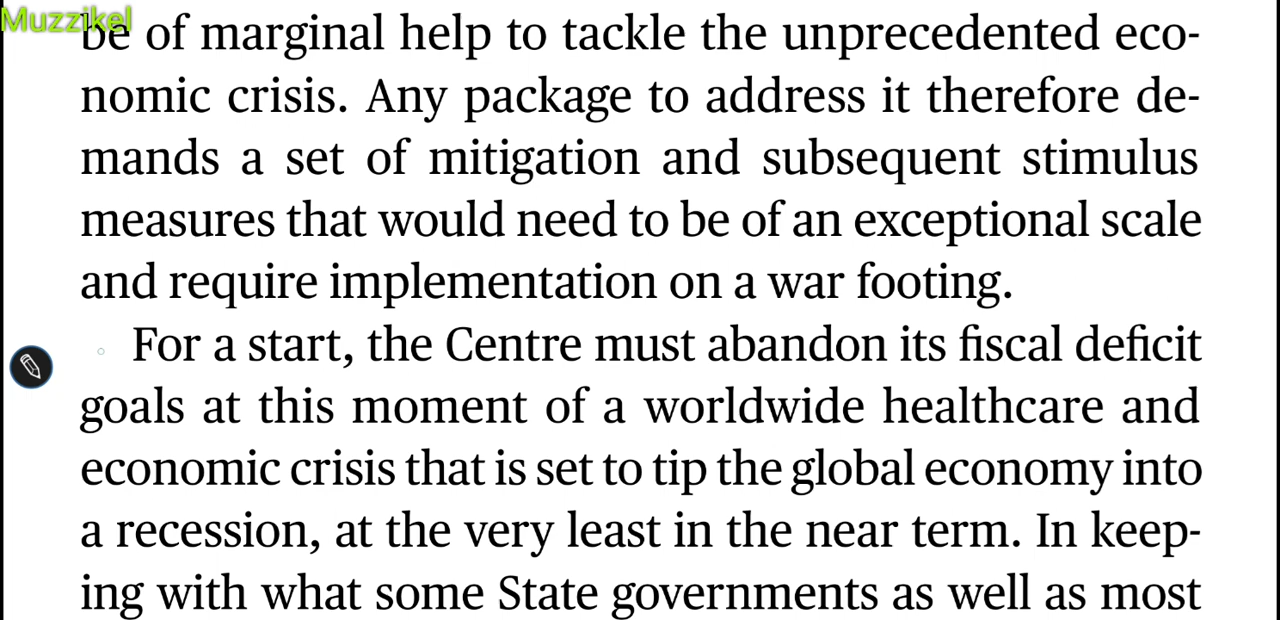 Muzzikel
be of marginal help to tackle the unprecedented eco-
nomic crisis. Any package to address it therefore de-
mands a set of mitigation and subsequent stimulus
measures that would need to be of an exceptional scale
and require implementation on a war footing.
For a start, the Centre must abandon its fiscal deficit
goals at this moment of a worldwide healthcare and
economic crisis that is set to tip the global economy into
a recession, at the very least in the near term. In keep-
ing with what some State governments as well as most